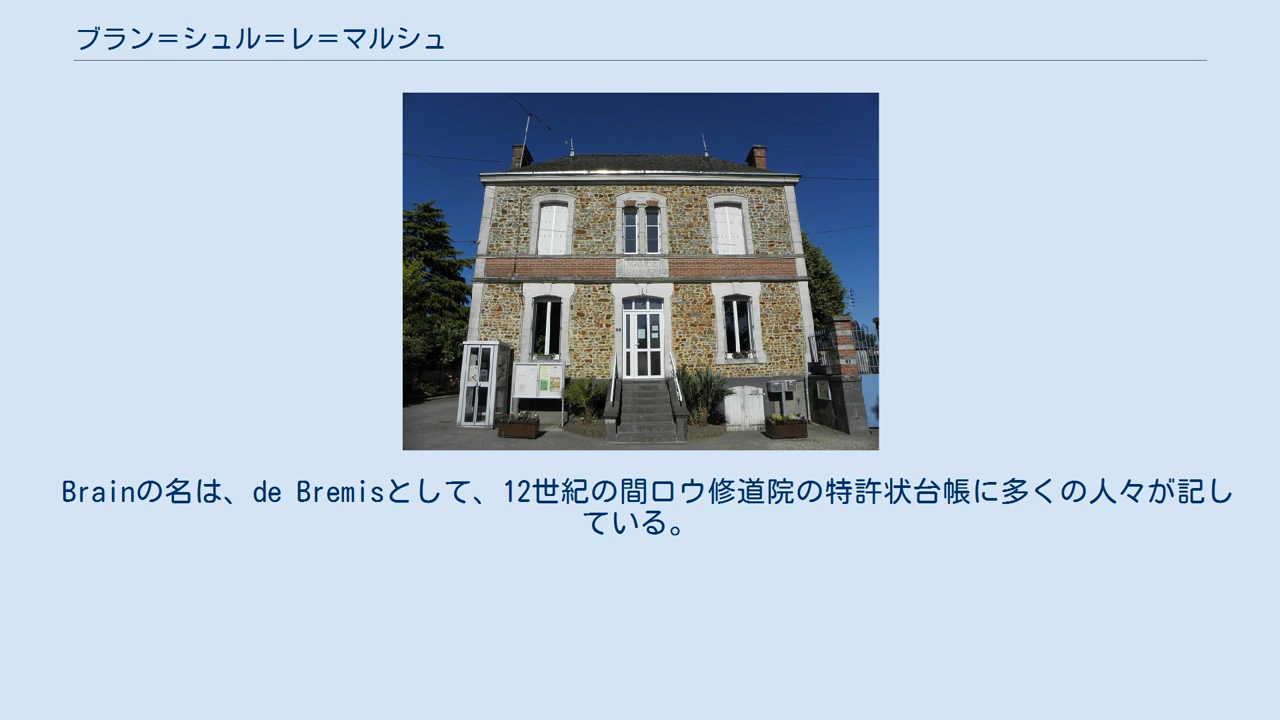 ブラン＝シュル＝レ＝マルシュ
Brainの名は、de Bremisとして、12世紀の間ロウ修道院の特許状台帳に多くの人々が記し
ている。